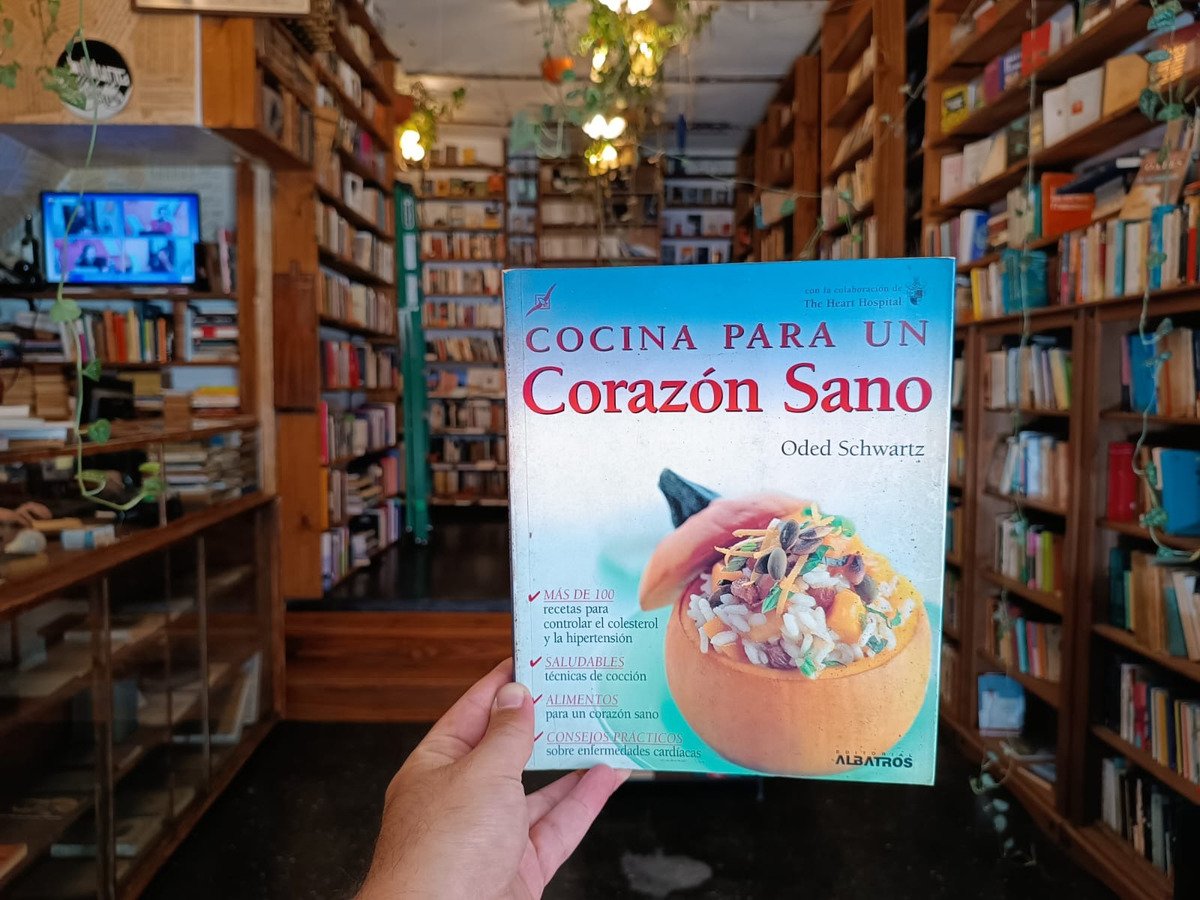 con la colaboración de
The Heart Hospital
COCINA PARA UN
Corazón Sano
Oded Schwartz
MÁS DE 100
recetas para
controlar el colesterol
y la hipertensión
SALUDABLES
técnicas de cocción
ALIMENTOS
para un corazón sano
CONSEJOS PRÁCTICOS
sobre enfermedades cardíacas
EDITORIAL
ALBATROS